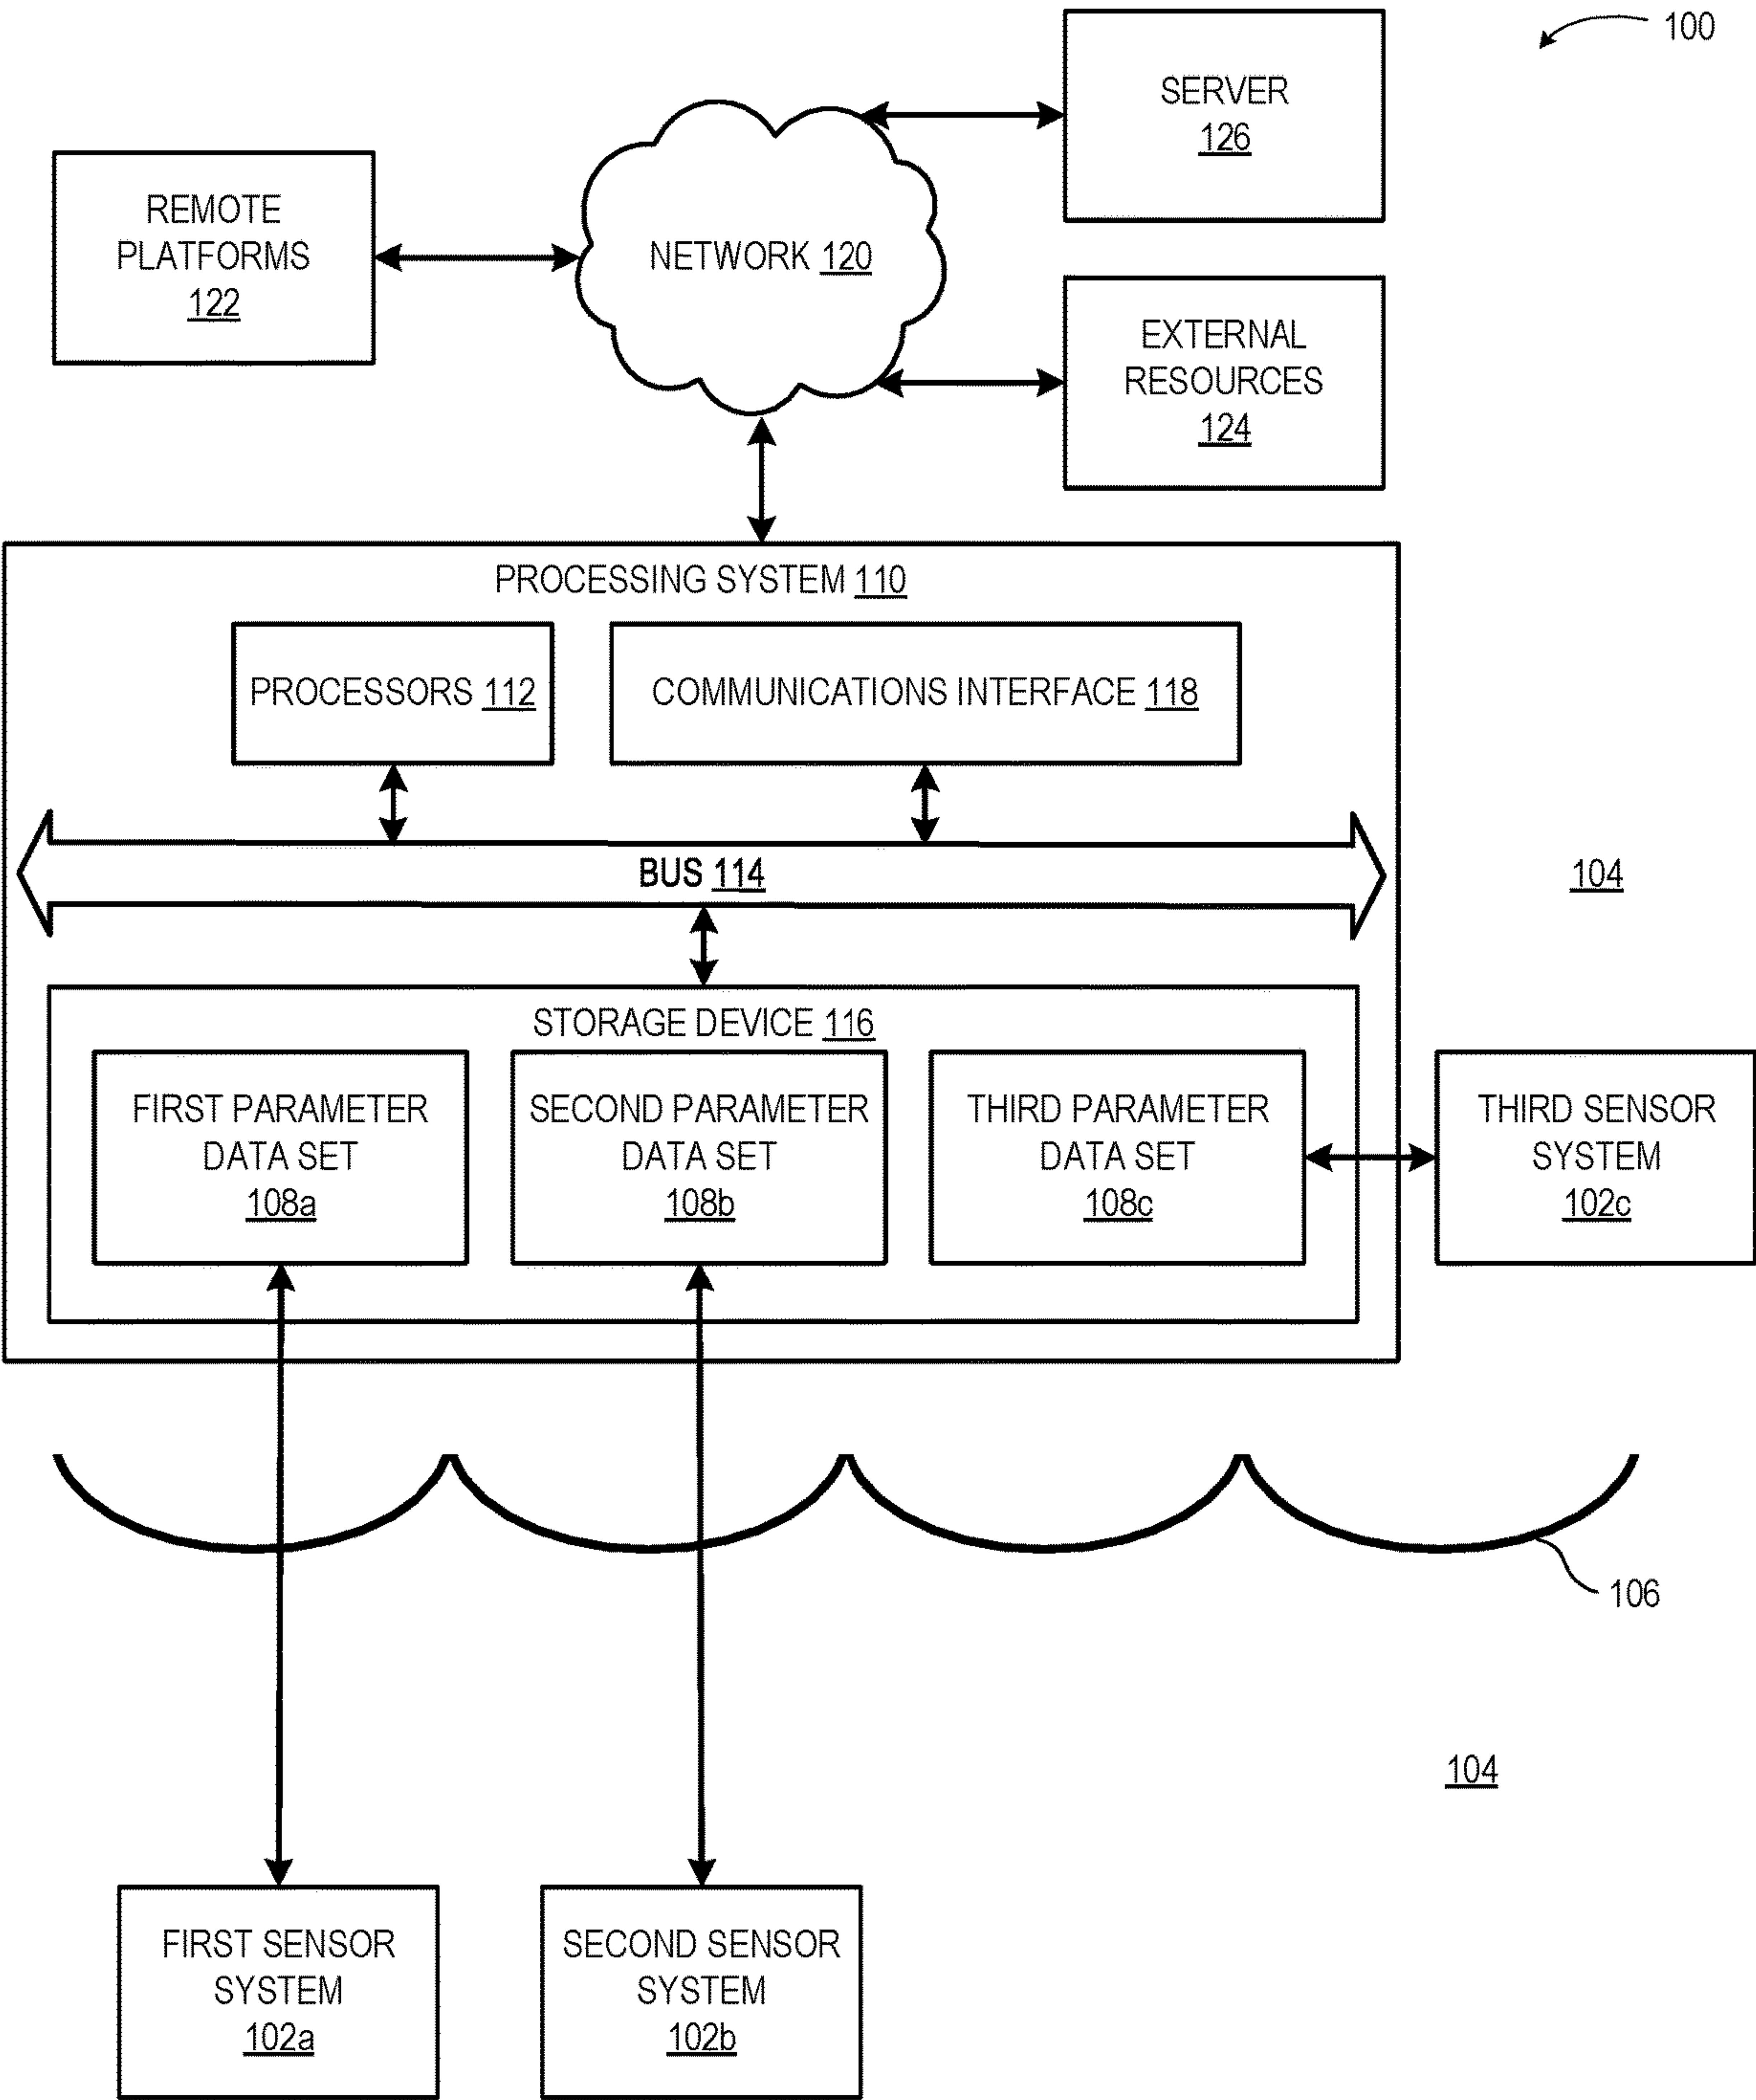 100
SERVER
126
REMOTE
PLATFORMS
122
NETWORK 120
EXTERNAL
RESOURCES
124
PROCESSING SYSTEM 110
PROCESSORS 112
COMMUNICATIONS INTERFACE 118
BUS 114
104
STORAGE DEVICE 116
FIRST PARAMETER
DATA SET
108a
SECOND PARAMETER
DATA SET
108b
THIRD PARAMETER
DATA SET
108c
THIRD SENSOR
SYSTEM
102c
106
104
FIRST SENSOR
SYSTEM
102a
SECOND SENSOR
SYSTEM
102b